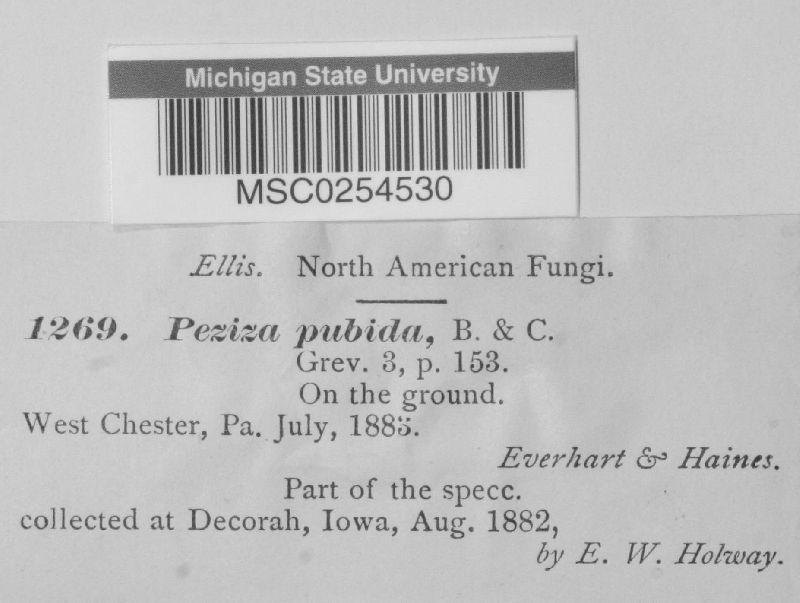 Michigan State University
MSC0254530
Ellis. North American Fungi.
1269. Peziza pubida, B. & C.
Grev. 3, p. 153.
On the ground.
West Chester, Pa. July, 1883.
Everhart & Haines.
Part of the specc.
collected at Decorah, Iowa, Aug. 1882,
by E. W. Holway.